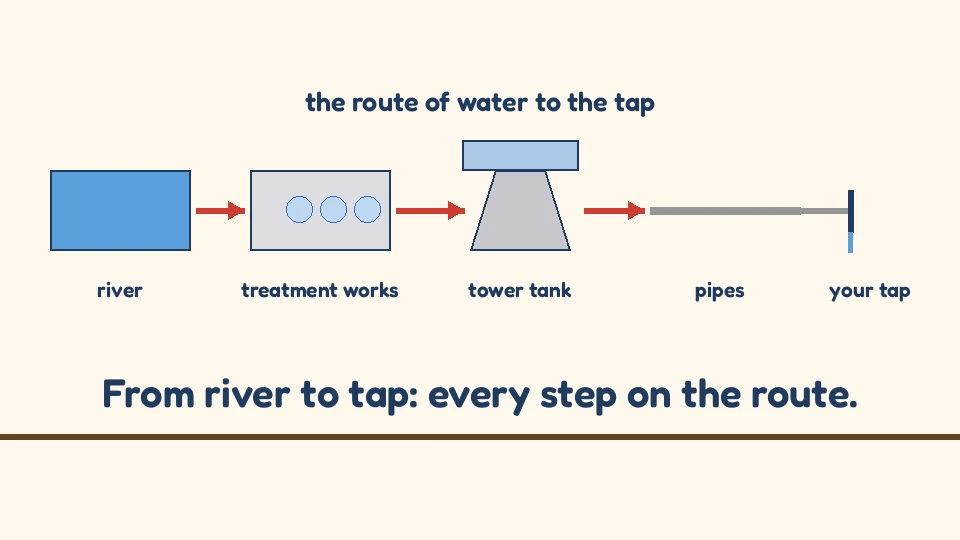 the route of water to the tap
river
treatment works
tower tank
pipes
your tap
From river to tap: every step on the route.